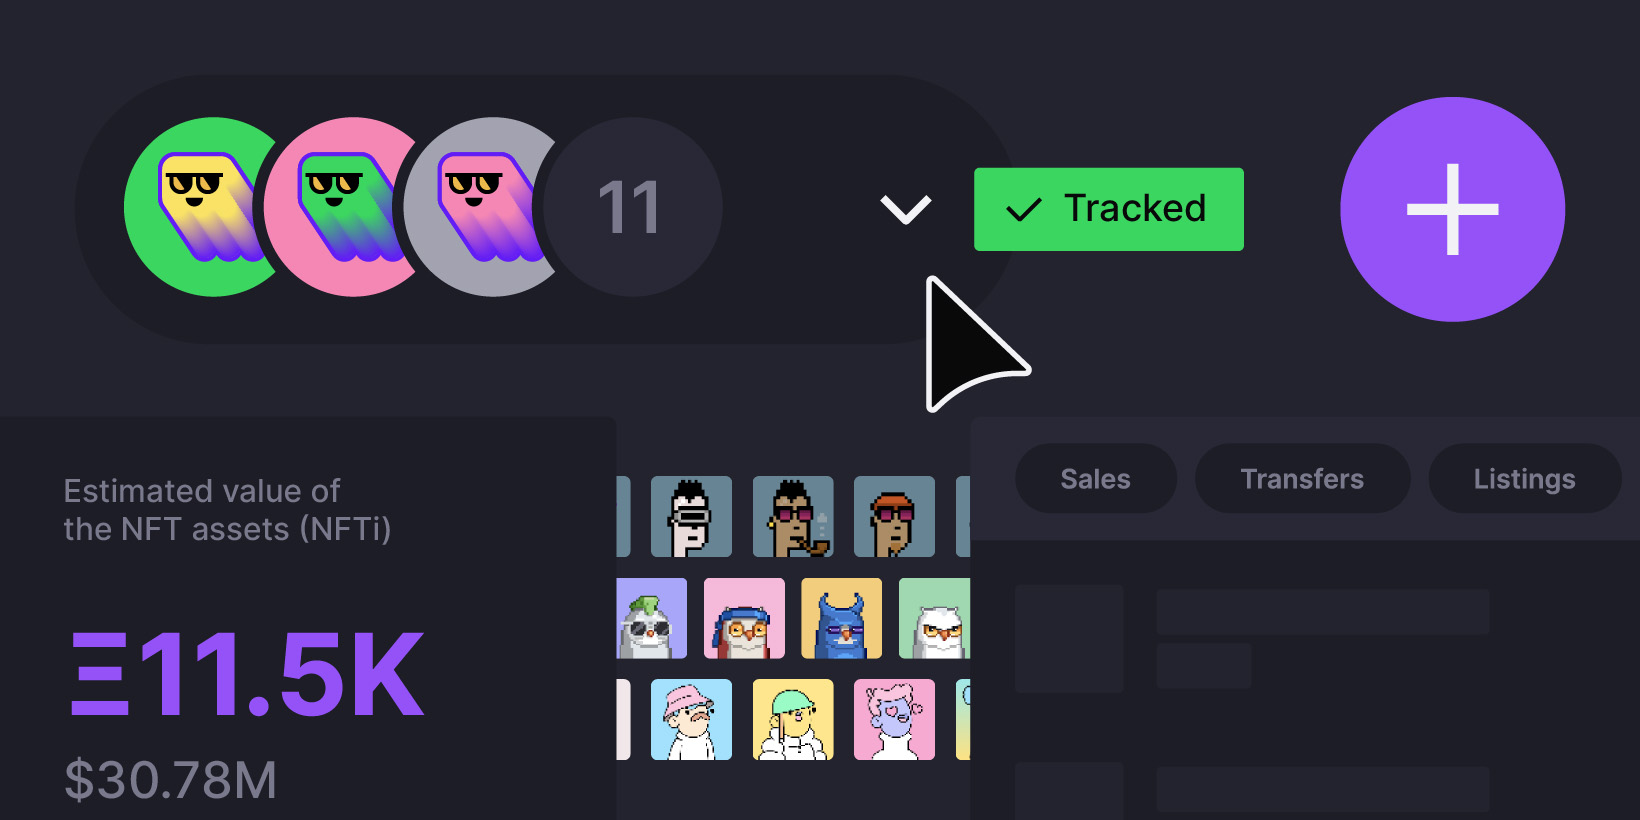 11
Tracked
Sales
Transfers
Listings
Estimated value of
the NFT assets (NFTi)
Ξ11.5K
$30.78M